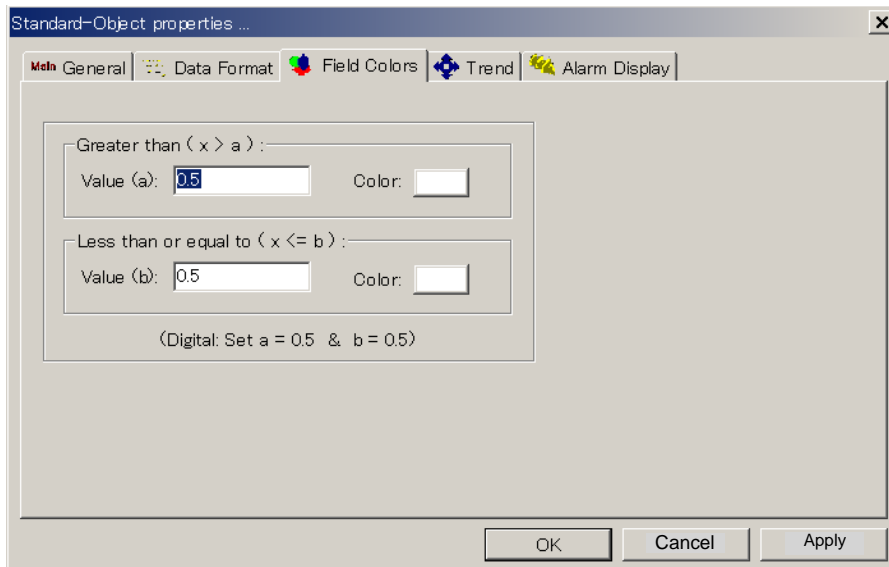 Standard-Object properties ...
Main General Data Format Field Colors Trend Alarm Display
Greater than ( x > a ) :
Value (a): 0.5 Color:
Less than or equal to ( x <= b ) :
Value (b): 0.5 Color:
(Digital: Set a = 0.5 & b = 0.5)
OK Cancel Apply